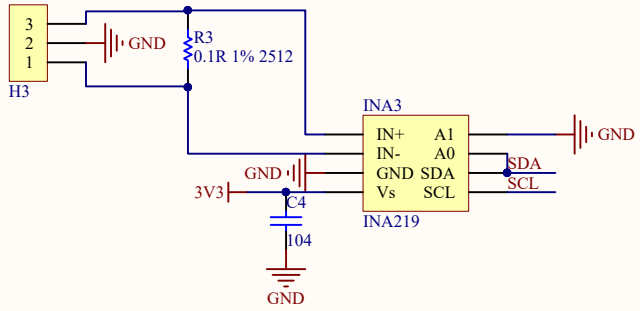 3
2
1
H3
GND
R3
0.1R 1% 2512
INA3
IN+
IN-
GND
Vs
A1
A0
SDA
SCL
INA219
GND
SDA
SCL
GND
3V3
C4
104
GND